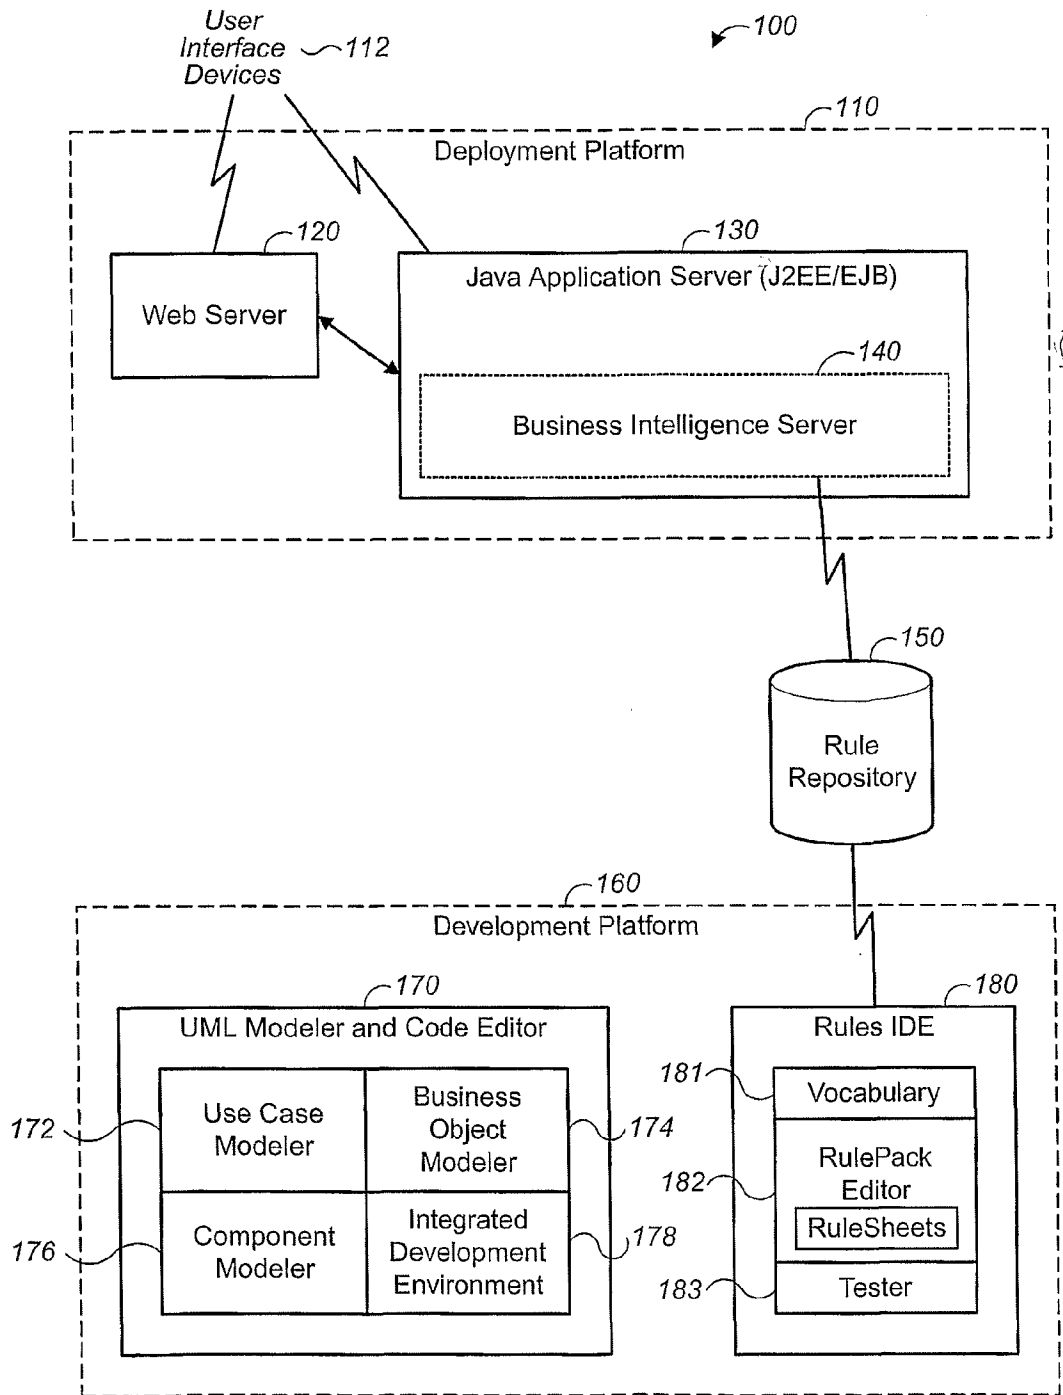 User
Interface
Devices
112
100
110
Deployment Platform
120
130
Web Server
Java Application Server (J2EE/EJB)
140
Business Intelligence Server
150
Rule
Repository
160
Development Platform
170
180
UML Modeler and Code Editor
Rules IDE
172
Use Case
Modeler
Business
Object
Modeler
174
176
Component
Modeler
Integrated
Development
Environment
178
181
Vocabulary
182
RulePack
Editor
RuleSheets
183
Tester